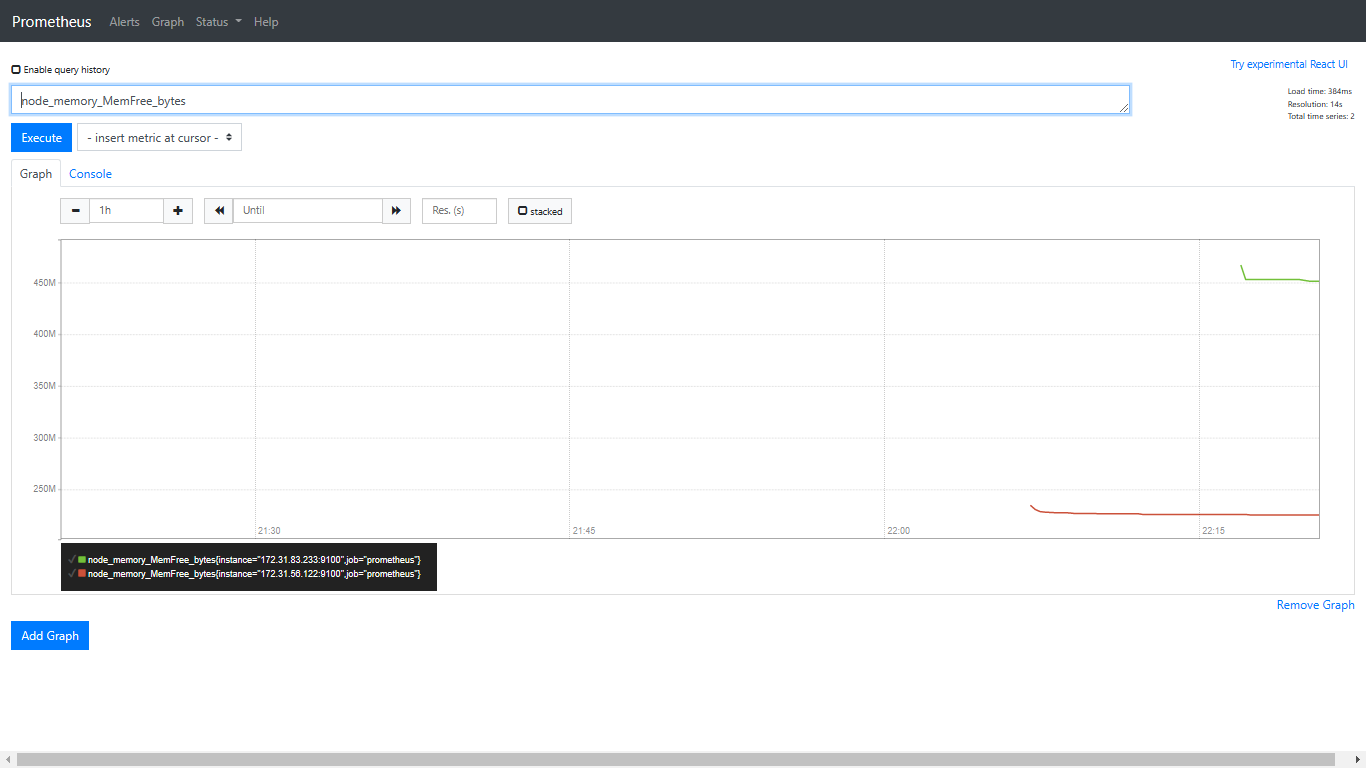 Prometheus Alerts Graph Status Help
Enable query history
Try experimental React UI
node_memory_MemFree_bytes
Load time: 384ms
Resolution: 14s
Total time series: 2
Execute - insert metric at cursor -
Graph Console
1h Until Res. (s) stacked
450M
400M
350M
300M
250M
21:30 21:45 22:00 22:15
node_memory_MemFree_bytes{instance="172.31.83.233:9100",job="prometheus"}
node_memory_MemFree_bytes{instance="172.31.56.122:9100",job="prometheus"}
Remove Graph
Add Graph